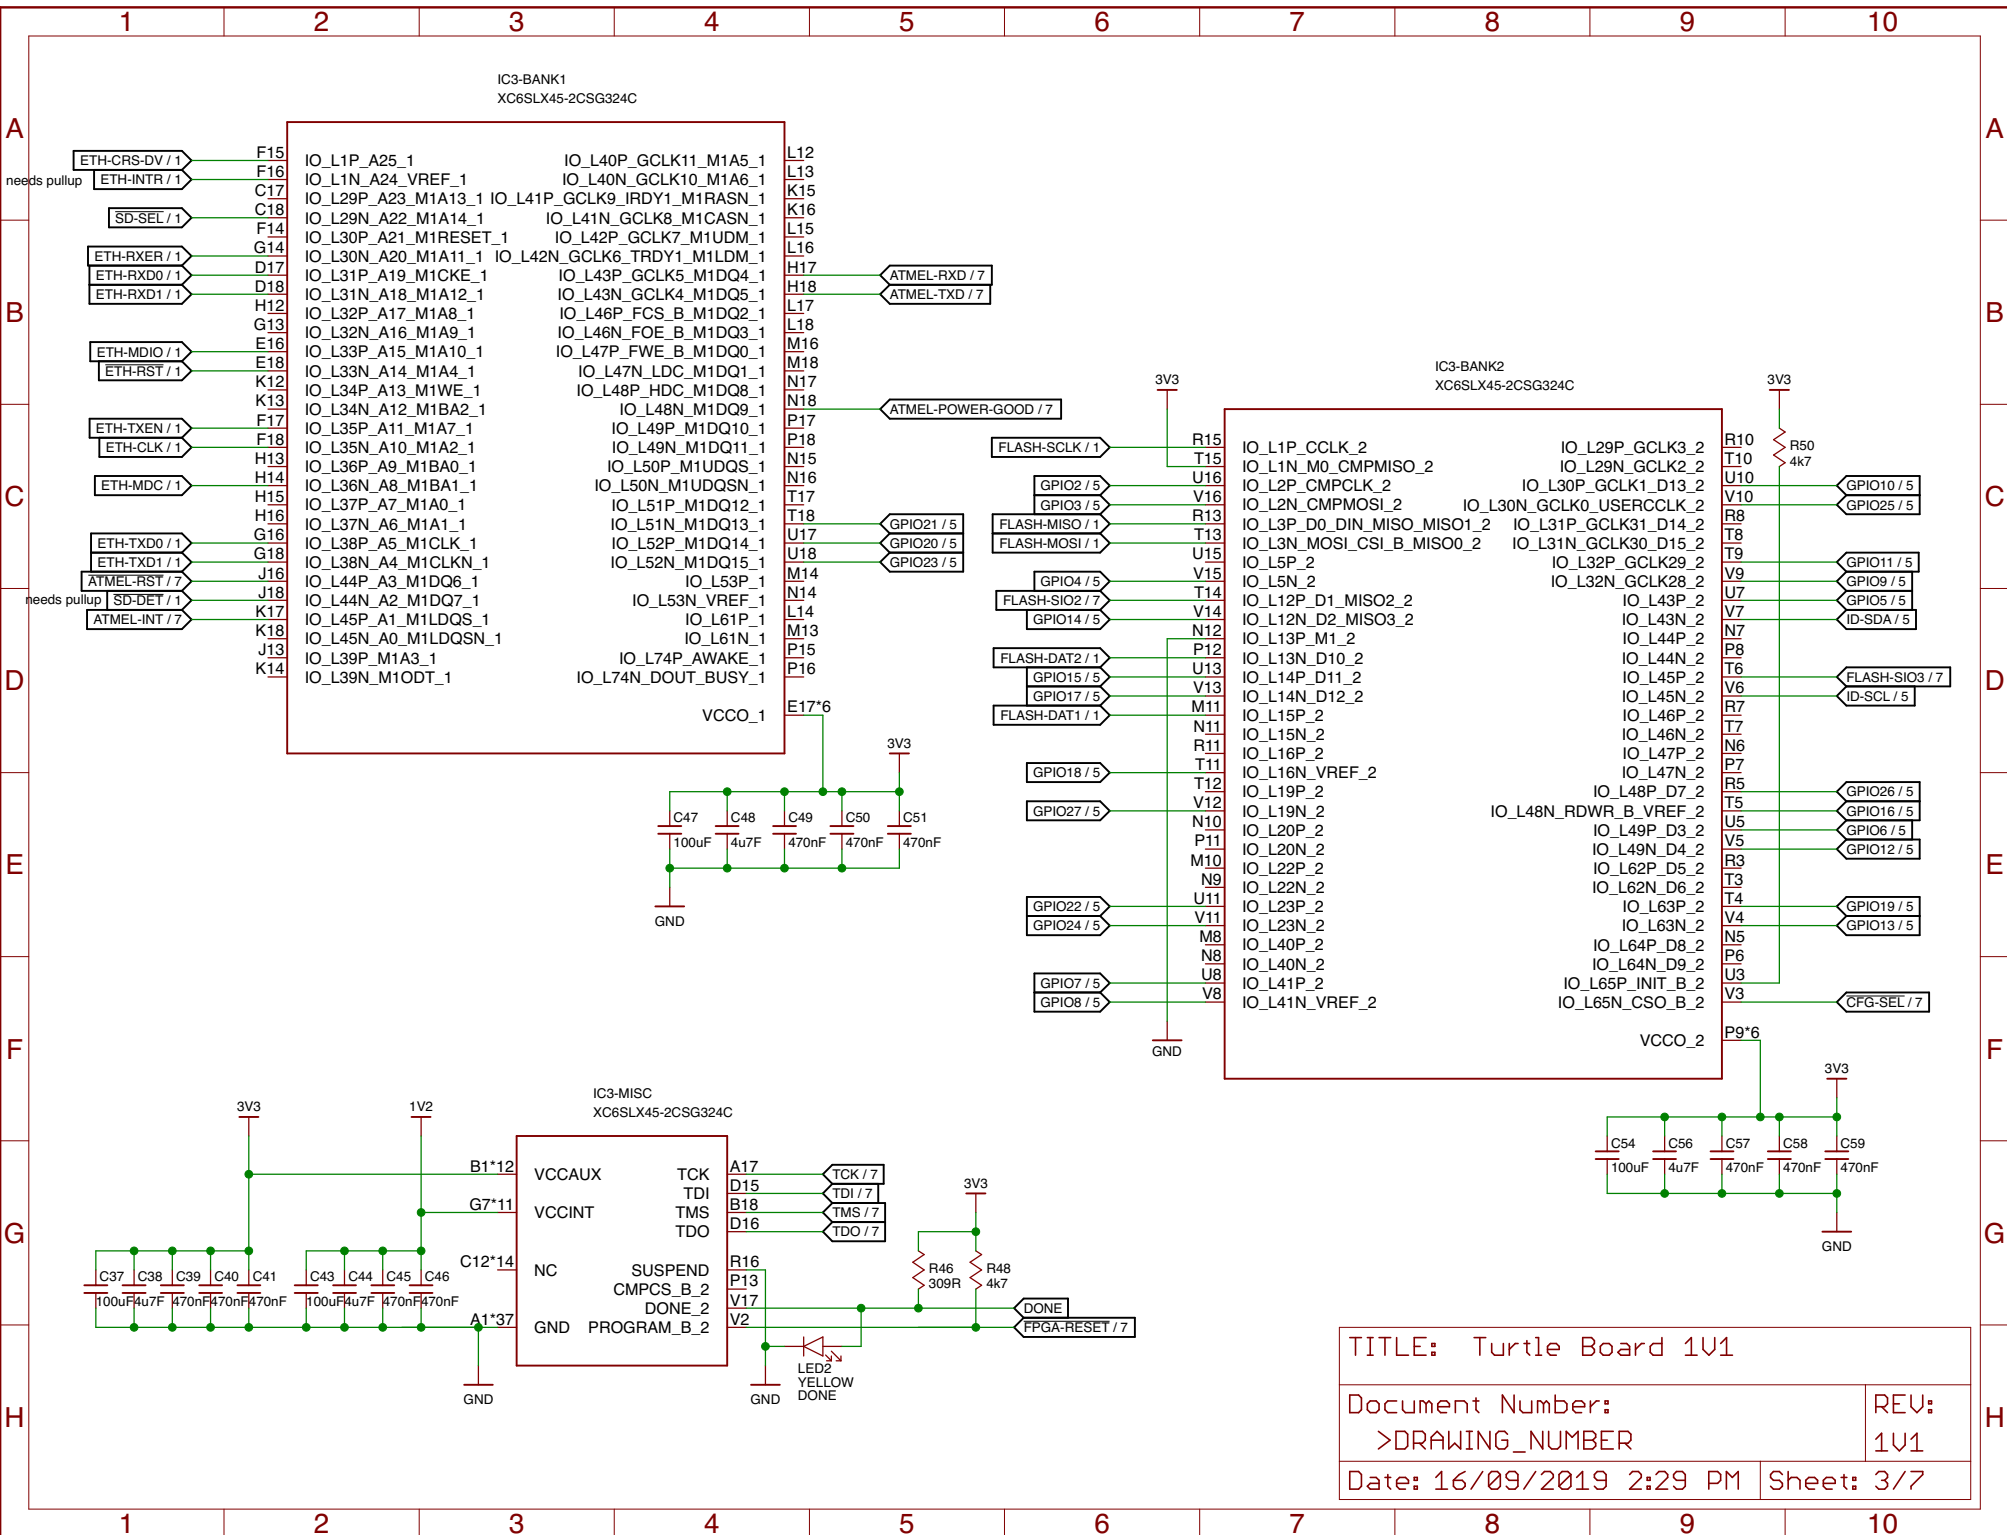 1 2 3 4 5 6 7 8 9 10
A
B
C
D
E
F
G
H
IC3-BANK1
XC6SLX45-2CSG324C
ETH-CRS-DV / 1 F15 IO_L1P_A25_1
needs pullup ETH-INTR / 1 F16 IO_L1N_A24_VREF_1
C17 IO_L29P_A23_M1A13_1
SD-SEL / 1 C18 IO_L29N_A22_M1A14_1
F14 IO_L30P_A21_M1RESET_1
ETH-RXER / 1 G14 IO_L30N_A20_M1A11_1
ETH-RXD0 / 1 D17 IO_L31P_A19_M1CKE_1
ETH-RXD1 / 1 D18 IO_L31N_A18_M1A12_1
H12 IO_L32P_A17_M1A8_1
G13 IO_L32N_A16_M1A9_1
ETH-MDIO / 1 E16 IO_L33P_A15_M1A10_1
ETH-RST / 1 E18 IO_L33N_A14_M1A4_1
K12 IO_L34P_A13_M1WE_1
K13 IO_L34N_A12_M1BA2_1
ETH-TXEN / 1 F17 IO_L35P_A11_M1A7_1
ETH-CLK / 1 F18 IO_L35N_A10_M1A2_1
H13 IO_L36P_A9_M1BA0_1
ETH-MDC / 1 H14 IO_L36N_A8_M1BA1_1
H15 IO_L37P_A7_M1A0_1
H16 IO_L37N_A6_M1A1_1
ETH-TXD0 / 1 G16 IO_L38P_A5_M1CLK_1
ETH-TXD1 / 1 G18 IO_L38N_A4_M1CLKN_1
ATMEL-RST / 7 J16 IO_L44P_A3_M1DQ6_1
needs pullup SD-DET / 1 J18 IO_L44N_A2_M1DQ7_1
ATMEL-INT / 7 K17 IO_L45P_A1_M1LDQS_1
K18 IO_L45N_A0_M1LDQSN_1
J13 IO_L39P_M1A3_1
K14 IO_L39N_M1ODT_1
IO_L40P_GCLK11_M1A5_1 L12
IO_L40N_GCLK10_M1A6_1 L13
IO_L41P_GCLK9_IRDY1_M1RASN_1 K15
IO_L41N_GCLK8_M1CASN_1 K16
IO_L42P_GCLK7_M1UDM_1 L15
IO_L42N_GCLK6_TRDY1_M1LDM_1 L16
IO_L43P_GCLK5_M1DQ4_1 H17 ATMEL-RXD / 7
IO_L43N_GCLK4_M1DQ5_1 H18 ATMEL-TXD / 7
IO_L46P_FCS_B_M1DQ2_1 L17
IO_L46N_FOE_B_M1DQ3_1 L18
IO_L47P_FWE_B_M1DQ0_1 M16
IO_L47N_LDC_M1DQ1_1 M18
IO_L48P_HDC_M1DQ8_1 N17
IO_L48N_M1DQ9_1 N18 ATMEL-POWER-GOOD / 7
IO_L49P_M1DQ10_1 P17
IO_L49N_M1DQ11_1 P18
IO_L50P_M1UDQS_1 N15
IO_L50N_M1UDQSN_1 N16
IO_L51P_M1DQ12_1 T17
IO_L51N_M1DQ13_1 T18 GPIO21 / 5
IO_L52P_M1DQ14_1 U17 GPIO20 / 5
IO_L52N_M1DQ15_1 U18 GPIO23 / 5
IO_L53P_1 M14
IO_L53N_VREF_1 N14
IO_L61P_1 L14
IO_L61N_1 M13
IO_L74P_AWAKE_1 P15
IO_L74N_DOUT_BUSY_1 P16
VCCO_1 E17*6
3V3
C47 C48 C49 C50 C51
100uF 4u7F 470nF 470nF 470nF
GND
IC3-BANK2
XC6SLX45-2CSG324C
3V3
3V3
R50
4k7
FLASH-SCLK / 1 R15 IO_L1P_CCLK_2
T15 IO_L1N_M0_CMPMISO_2
GPIO2 / 5 U16 IO_L2P_CMPCLK_2
GPIO3 / 5 V16 IO_L2N_CMPMOSI_2
FLASH-MISO / 1 R13 IO_L3P_D0_DIN_MISO_MISO1_2
FLASH-MOSI / 1 T13 IO_L3N_MOSI_CSI_B_MISO0_2
U15 IO_L5P_2
GPIO4 / 5 V15 IO_L5N_2
FLASH-SIO2 / 7 T14 IO_L12P_D1_MISO2_2
GPIO14 / 5 V14 IO_L12N_D2_MISO3_2
N12 IO_L13P_M1_2
FLASH-DAT2 / 1 P12 IO_L13N_D10_2
GPIO15 / 5 U13 IO_L14P_D11_2
GPIO17 / 5 V13 IO_L14N_D12_2
FLASH-DAT1 / 1 M11 IO_L15P_2
N11 IO_L15N_2
R11 IO_L16P_2
GPIO18 / 5 T11 IO_L16N_VREF_2
T12 IO_L19P_2
GPIO27 / 5 V12 IO_L19N_2
N10 IO_L20P_2
P11 IO_L20N_2
M10 IO_L22P_2
N9 IO_L22N_2
GPIO22 / 5 U11 IO_L23P_2
GPIO24 / 5 V11 IO_L23N_2
M8 IO_L40P_2
N8 IO_L40N_2
GPIO7 / 5 U8 IO_L41P_2
GPIO8 / 5 V8 IO_L41N_VREF_2
GND
IO_L29P_GCLK3_2 R10
IO_L29N_GCLK2_2 T10
IO_L30P_GCLK1_D13_2 U10 GPIO10 / 5
IO_L30N_GCLK0_USERCCLK_2 V10 GPIO25 / 5
IO_L31P_GCLK31_D14_2 R8
IO_L31N_GCLK30_D15_2 T8
IO_L32P_GCLK29_2 T9 GPIO11 / 5
IO_L32N_GCLK28_2 V9 GPIO9 / 5
IO_L43P_2 U7 GPIO5 / 5
IO_L43N_2 V7 ID-SDA / 5
IO_L44P_2 N7
IO_L44N_2 P8
IO_L45P_2 T6 FLASH-SIO3 / 7
IO_L45N_2 V6 ID-SCL / 5
IO_L46P_2 R7
IO_L46N_2 T7
IO_L47P_2 N6
IO_L47N_2 P7
IO_L48P_D7_2 R5 GPIO26 / 5
IO_L48N_RDWR_B_VREF_2 T5 GPIO16 / 5
IO_L49P_D3_2 U5 GPIO6 / 5
IO_L49N_D4_2 V5 GPIO12 / 5
IO_L62P_D5_2 R3
IO_L62N_D6_2 T3
IO_L63P_2 T4 GPIO19 / 5
IO_L63N_2 V4 GPIO13 / 5
IO_L64P_D8_2 N5
IO_L64N_D9_2 P6
IO_L65P_INIT_B_2 U3
IO_L65N_CSO_B_2 V3 CFG-SEL / 7
VCCO_2 P9*6
3V3
C54 C56 C57 C58 C59
100uF 4u7F 470nF 470nF 470nF
GND
IC3-MISC
XC6SLX45-2CSG324C
3V3 1V2
B1*12 VCCAUX
G7*11 VCCINT
C12*14 NC
A1*37 GND
TCK A17 TCK / 7
TDI D15 TDI / 7
TMS B18 TMS / 7
TDO D16 TDO / 7
SUSPEND R16
CMPCS_B_2 P13
DONE_2 V17 DONE
PROGRAM_B_2 V2 FPGA-RESET / 7
3V3
R46 R48
309R 4k7
C37 C38 C39 C40 C41 C43 C44 C45 C46
100uF 4u7F 470nF 470nF 470nF 100uF 4u7F 470nF 470nF
GND
GND
LED2
YELLOW
DONE
TITLE: Turtle Board 1V1
Document Number: REV:
>DRAWING_NUMBER 1V1
Date: 16/09/2019 2:29 PM Sheet: 3/7
A
B
C
D
E
F
G
H
1 2 3 4 5 6 7 8 9 10